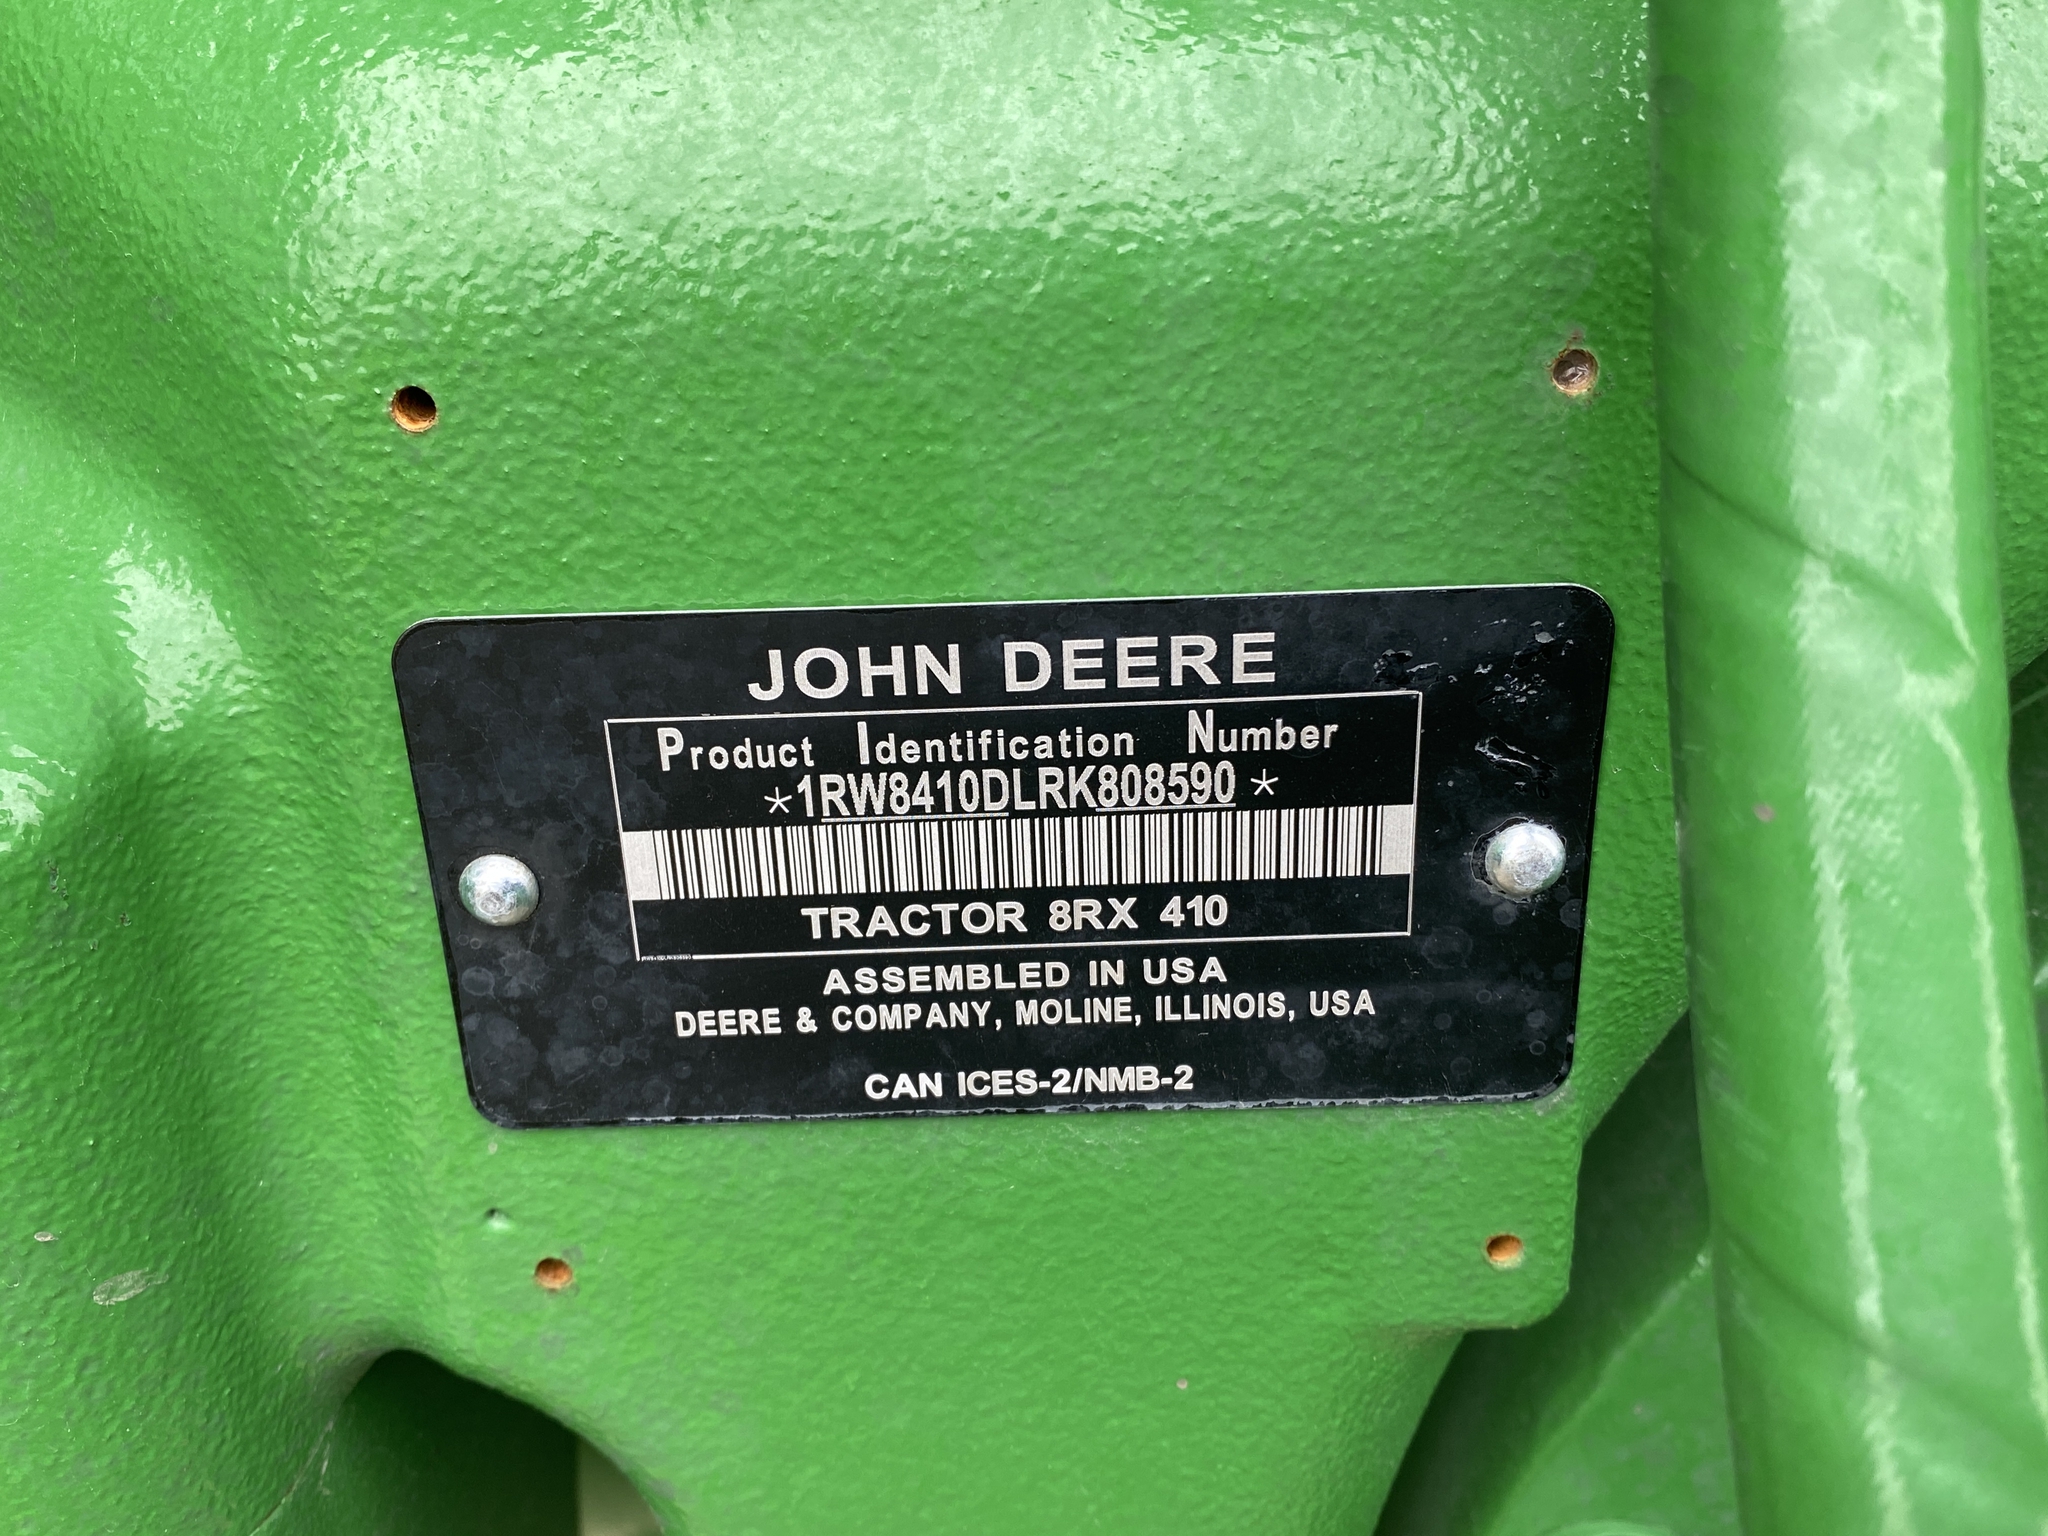 JOHN DEERE
Product Identification Number
*1RW8410DLRK808590*
TRACTOR 8RX 410
ASSEMBLED IN USA
DEERE & COMPANY, MOLINE, ILLINOIS, USA
CAN ICES-2/NMB-2